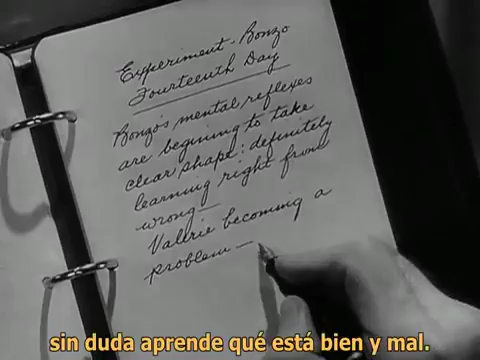 Experiment - Bonzo
Fourteenth Day
Bonzo's mental reflexes
are begining to take
clear shape: definitely
learning right from
wrong—
Valerie becoming a
problem —
sin duda aprende qué está bien y mal.